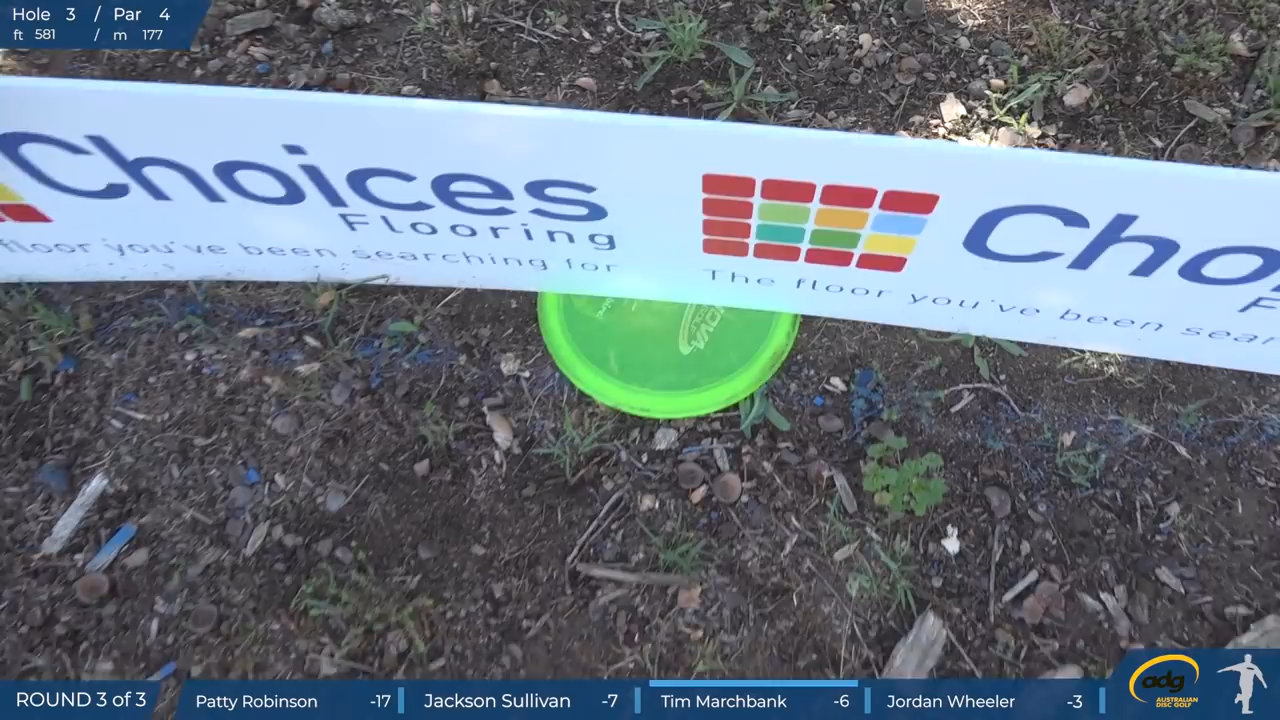 Hole 3 / Par 4
ft 581 / m 177
Choices
Flooring
floor you've been searching for
Cho
F
The floor you've been sear
ROUND 3 of 3
Patty Robinson -17
Jackson Sullivan -7
Tim Marchbank -6
Jordan Wheeler -3
adg
AUSTRALIAN
DISC GOLF